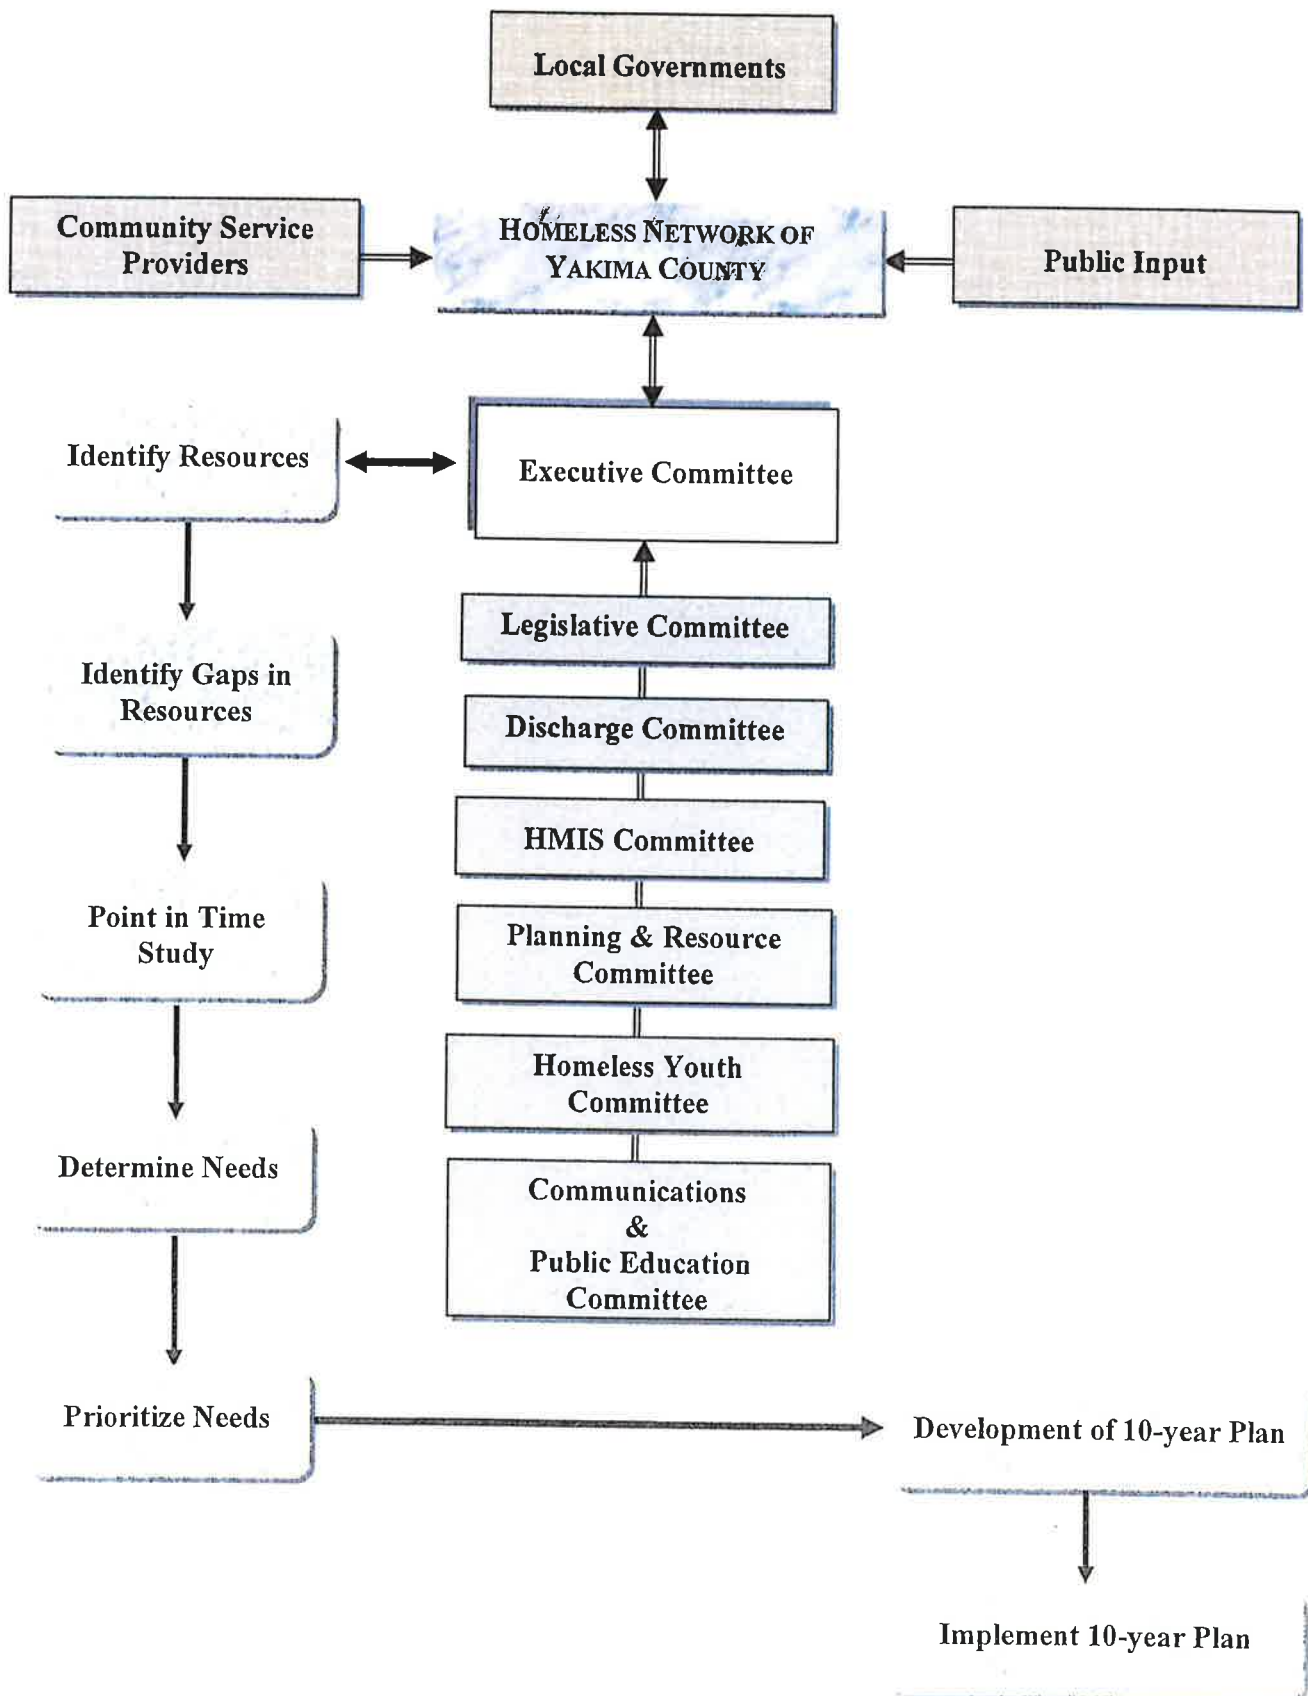 Local Governments
Community Service
Providers
HOMELESS NETWORK OF
YAKIMA COUNTY
Public Input
Identify Resources
Executive Committee
Identify Gaps in
Resources
Point in Time
Study
Determine Needs
Prioritize Needs
Legislative Committee
Discharge Committee
HMIS Committee
Planning & Resource
Committee
Homeless Youth
Committee
Communications
&
Public Education
Committee
Development of 10-year Plan
Implement 10-year Plan